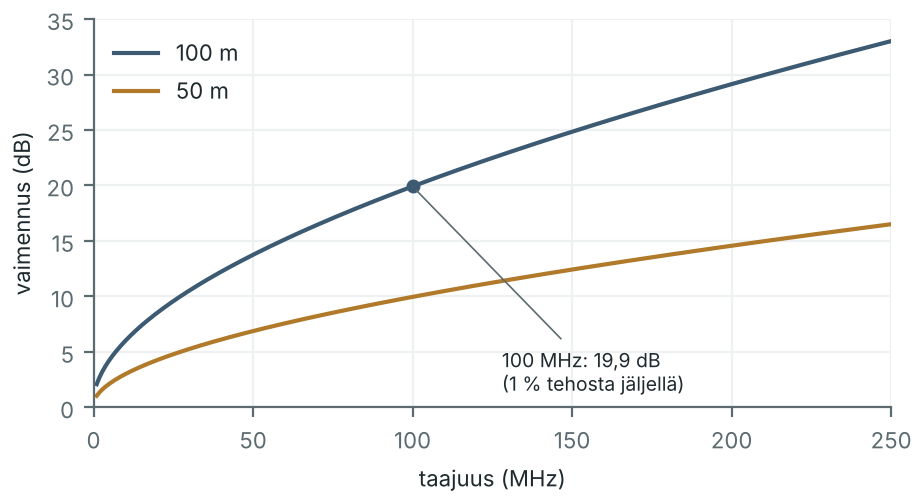 35
30
25
20
15
10
5
0
vaimennus (dB)
100 m
50 m
100 MHz: 19,9 dB
(1 % tehosta jäljellä)
0 50 100 150 200 250
taajuus (MHz)